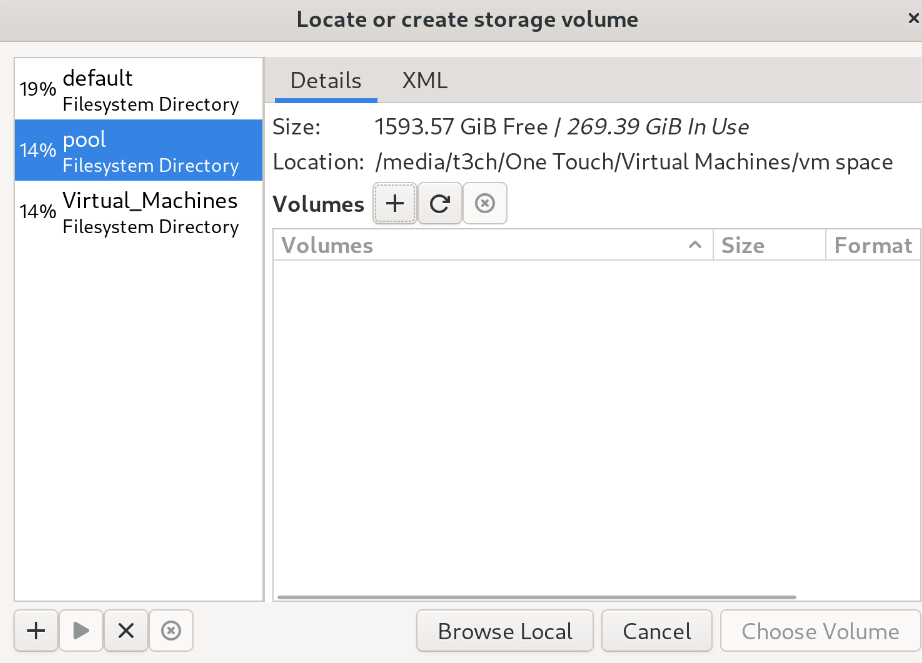 Locate or create storage volume
19% default
Filesystem Directory
14% pool
Filesystem Directory
14% Virtual_Machines
Filesystem Directory
Details XML
Size: 1593.57 GiB Free / 269.39 GiB In Use
Location: /media/t3ch/One Touch/Virtual Machines/vm space
Volumes
Volumes Size Format
Browse Local Cancel Choose Volume